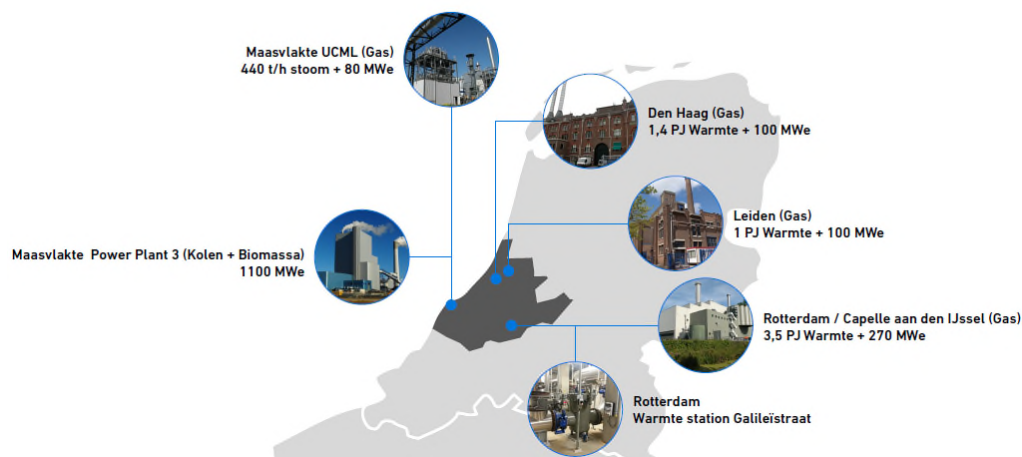 Maasvlakte UCML (Gas)
440 t/h stoom + 80 MWe
Den Haag (Gas)
1,4 PJ Warmte + 100 MWe
Leiden (Gas)
1 PJ Warmte + 100 MWe
Maasvlakte Power Plant 3 (Kolen + Biomassa)
1100 MWe
Rotterdam / Capelle aan den IJssel (Gas)
3,5 PJ Warmte + 270 MWe
Rotterdam
Warmte station Galileïstraat